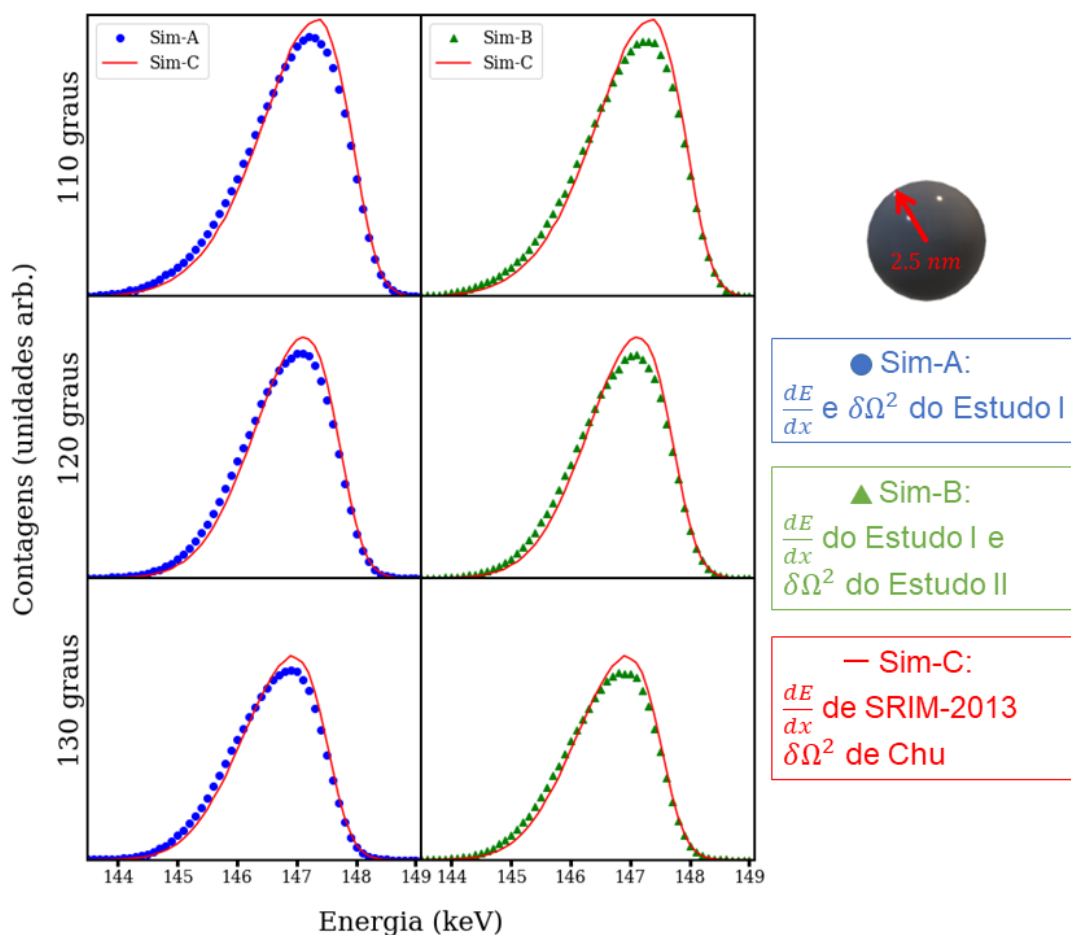 Sim-A
Sim-C
Sim-B
Sim-C
110 graus
120 graus
130 graus
Contagens (unidades arb.)
144 145 146 147 148 149
144 145 146 147 148 149
Energia (keV)
2.5 nm
● Sim-A:
dE/dx e δΩ² do Estudo I
▲ Sim-B:
dE/dx do Estudo I e
δΩ² do Estudo II
— Sim-C:
dE/dx de SRIM-2013
δΩ² de Chu